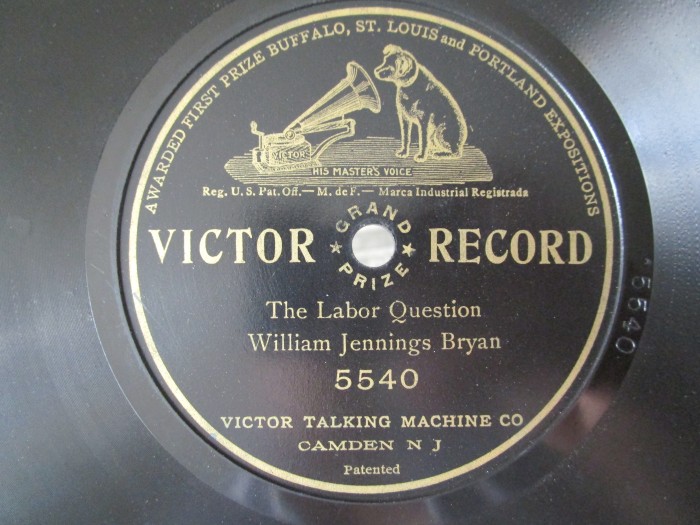 AWARDED FIRST PRIZE BUFFALO, ST. LOUIS and PORTLAND EXPOSITIONS
VICTOR
HIS MASTER'S VOICE
Reg. U. S. Pat. Off.— M. de F.— Marca Industrial Registrada
GRAND
VICTOR RECORD
PRIZE
The Labor Question
William Jennings Bryan
5540
VICTOR TALKING MACHINE CO
CAMDEN N J
Patented
5540